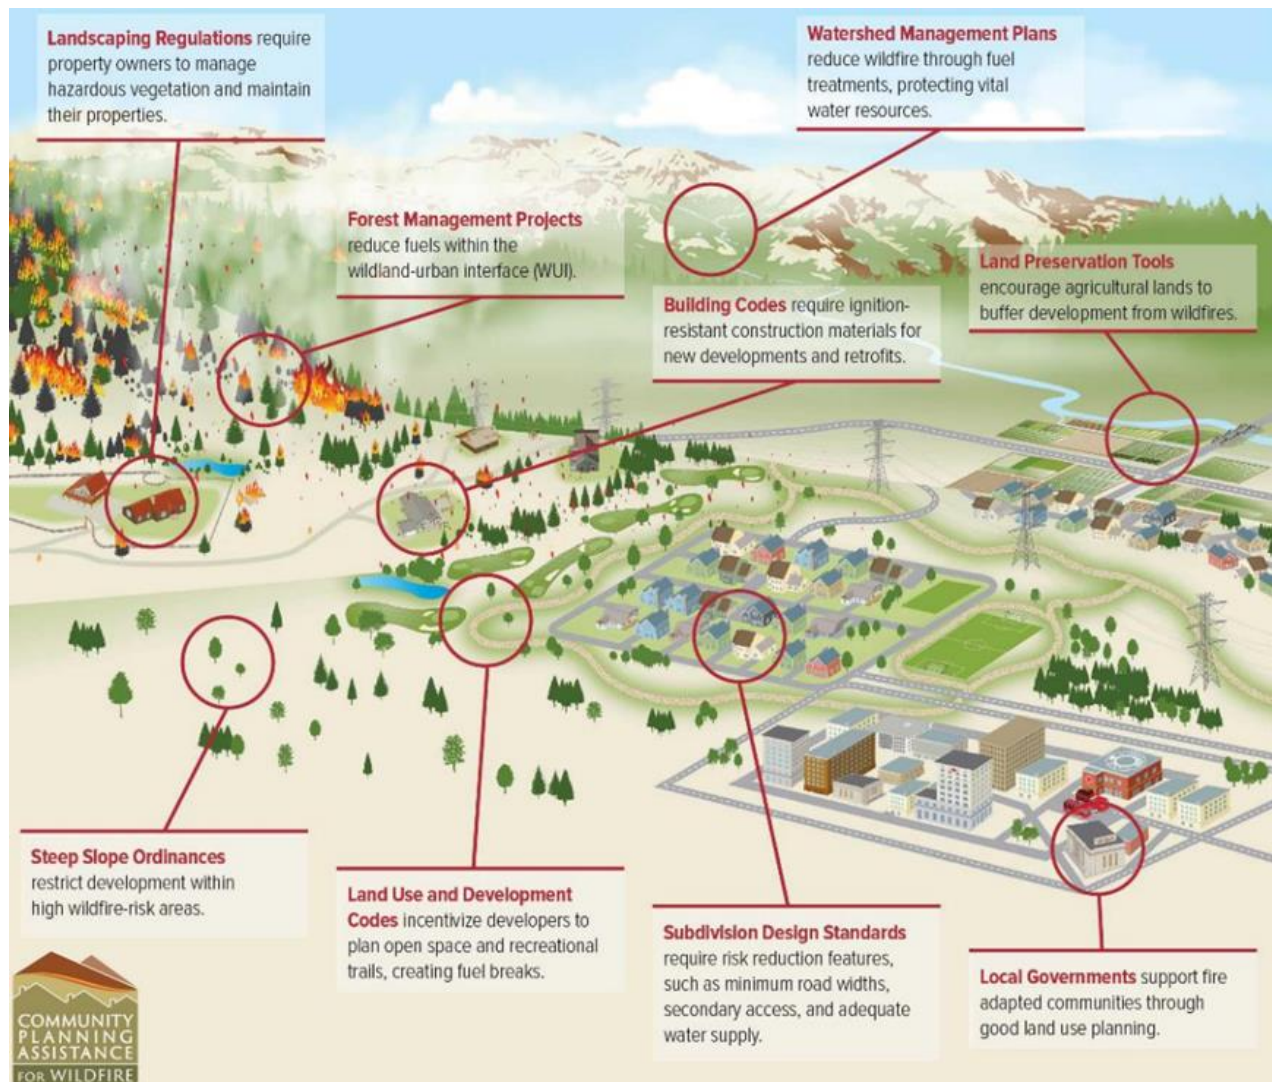 Landscaping Regulations require
property owners to manage
hazardous vegetation and maintain
their properties.
Watershed Management Plans
reduce wildfire through fuel
treatments, protecting vital
water resources.
Forest Management Projects
reduce fuels within the
wildland-urban interface (WUI).
Land Preservation Tools
encourage agricultural lands to
buffer development from wildfires.
Building Codes require ignition-
resistant construction materials for
new developments and retrofits.
Steep Slope Ordinances
restrict development within
high wildfire-risk areas.
Land Use and Development
Codes incentivize developers to
plan open space and recreational
trails, creating fuel breaks.
Subdivision Design Standards
require risk reduction features,
such as minimum road widths,
secondary access, and adequate
water supply.
Local Governments support fire
adapted communities through
good land use planning.
COMMUNITY
PLANNING
ASSISTANCE
FOR WILDFIRE